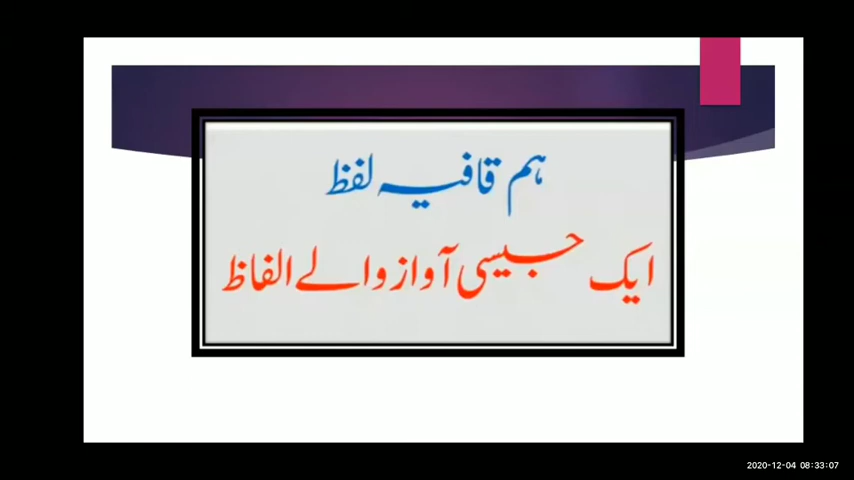 ہم قافیہ لفظ
ایک جیسی آواز والے الفاظ
2020-12-04 08:33:07